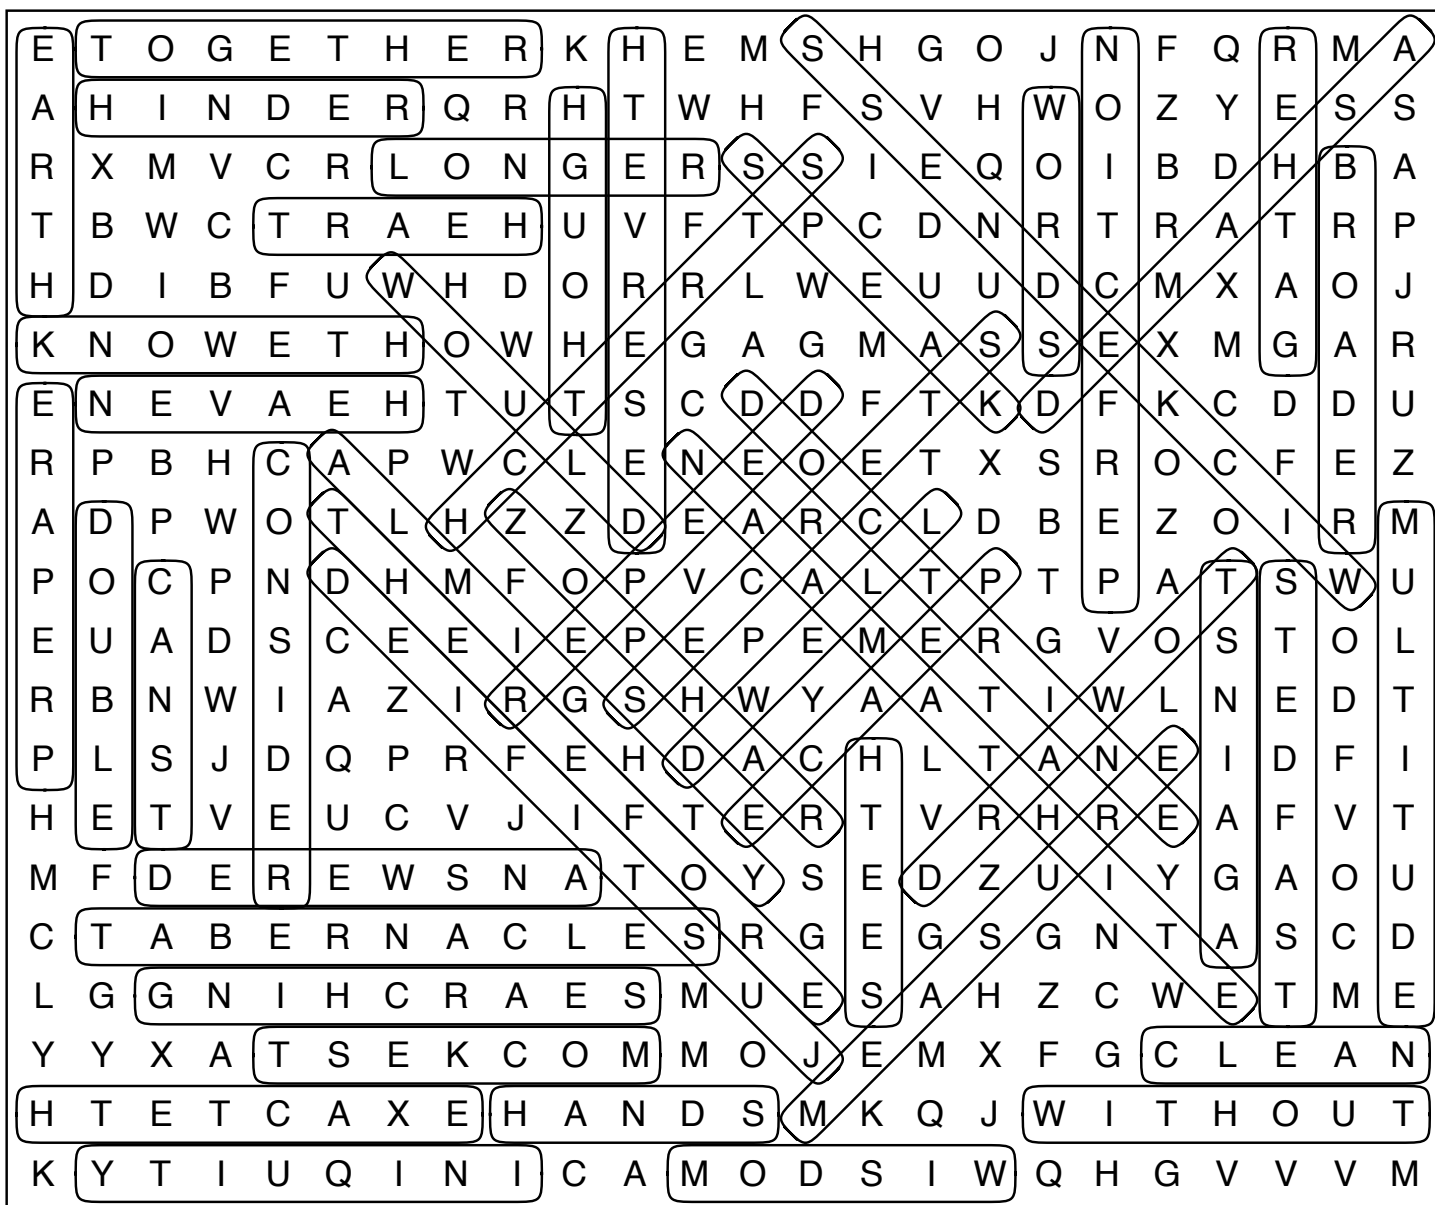 E T O G E T H E R K H E M S H G O J N F Q R M A
A H I N D E R Q R H T W H F S V H W O Z Y E S S
R X M V C R L O N G E R S S I E Q O I B D H B A
T B W C T R A E H U V F T P C D N R T R A T R P
H D I B F U W H D O R R L W E U U D C M X A O J
K N O W E T H O W H E G A G M A S S E X M G A R
E N E V A E H T U T S C D D F T K D F K C D D U
R P B H C A P W C L E N E O E T X S R O C F E Z
A D P W O T L H Z Z D E A R C L D B E Z O I R M
P O C P N D H M F O P V C A L T P T P A T S W U
E U A D S C E E I E P E P E M E R G V O S T O L
R B N W I A Z I R G S H W Y A A T I W L N E D T
P L S J D Q P R F E H D A C H L T A N E I D F I
H E T V E U C V J I F T E R T V R H R E A F V T
M F D E R E W S N A T O Y S E D Z U I Y G A O U
C T A B E R N A C L E S R G E G S G N T A S C D
L G G N I H C R A E S M U E S A H Z C W E T M E
Y Y X A T S E K C O M M O J E M X F G C L E A N
H T E T C A X E H A N D S M K Q J W I T H O U T
K Y T I U Q I N I C A M O D S I W Q H G V V V M